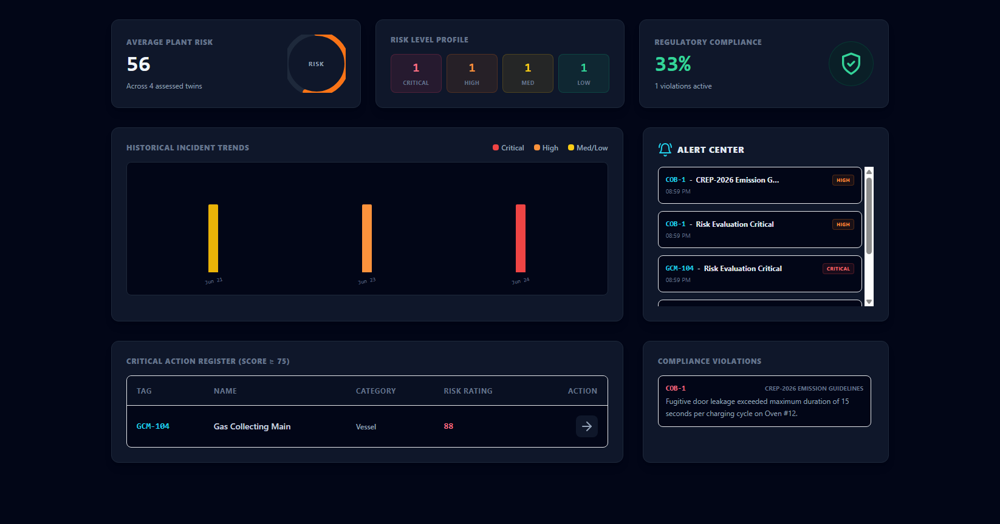 AVERAGE PLANT RISK
56
Across 4 assessed twins
RISK
RISK LEVEL PROFILE
1
CRITICAL
1
HIGH
1
MED
1
LOW
REGULATORY COMPLIANCE
33%
1 violations active
HISTORICAL INCIDENT TRENDS
Critical
High
Med/Low
Jun 21
Jun 23
Jun 24
ALERT CENTER
COB-1 - CREP-2026 Emission G...
HIGH
08:59 PM
COB-1 - Risk Evaluation Critical
HIGH
08:59 PM
GCM-104 - Risk Evaluation Critical
CRITICAL
08:59 PM
CRITICAL ACTION REGISTER (SCORE ≥ 75)
TAG NAME CATEGORY RISK RATING ACTION
GCM-104 Gas Collecting Main Vessel 88
COMPLIANCE VIOLATIONS
COB-1 CREP-2026 EMISSION GUIDELINES
Fugitive door leakage exceeded maximum duration of 15
seconds per charging cycle on Oven #12.